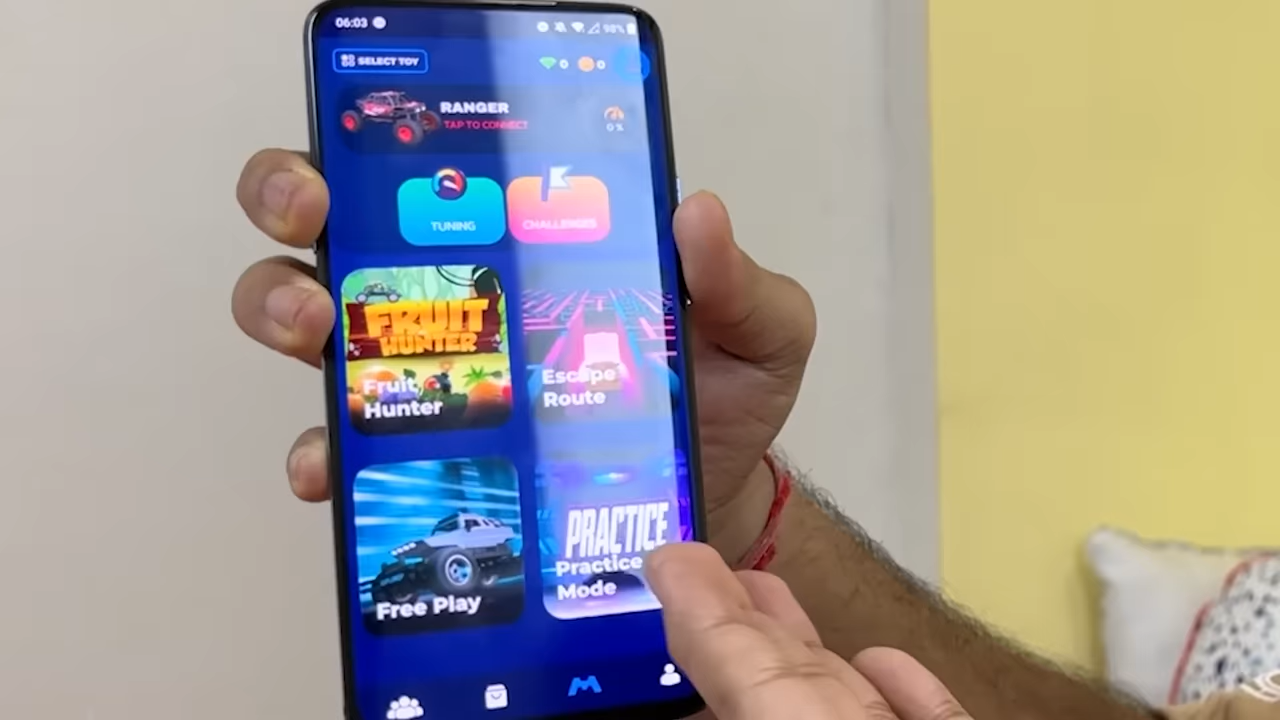 06:03
98%
SELECT TOY
0
0
RANGER
TAP TO CONNECT
0 %
TUNING
CHALLENGES
FRUIT
HUNTER
Fruit
Hunter
Escape
Route
Free Play
PRACTICE
Practice
Mode